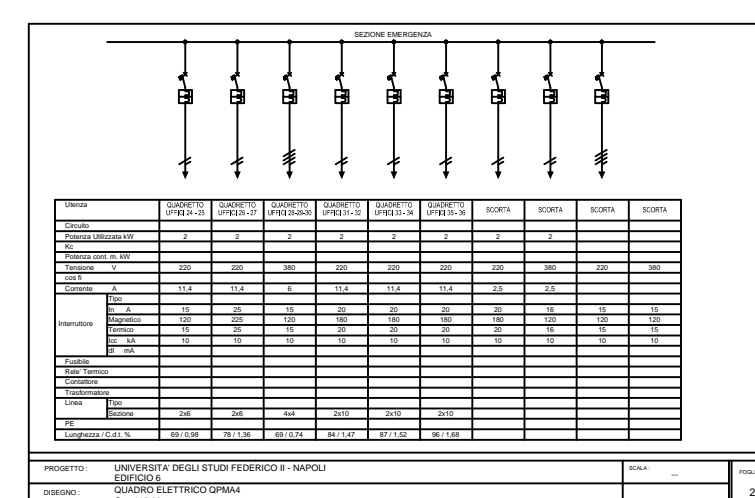 SEZIONE EMERGENZA
Utenza QUADRETTO UFFICI 24 - 25 QUADRETTO UFFICI 26 - 27 QUADRETTO UFFICI 28-29-30 QUADRETTO UFFICI 31 - 32 QUADRETTO UFFICI 33 - 34 QUADRETTO UFFICI 35 - 36 SCORTA SCORTA SCORTA SCORTA
Circuito
Potenza Utilizzata kW 2 2 2 2 2 2 2 2
Kc
Potenza cont. m. kW
Tensione V 220 220 380 220 220 220 220 380 220 380
cos fi
Corrente A 11,4 11,4 6 11,4 11,4 11,4 2,5 2,5
Interruttore
Tipo
In A 15 25 15 20 20 20 20 16 15 15
Magnetico 120 225 120 180 180 180 180 120 120 120
Termico 15 25 15 20 20 20 20 16 15 15
Icc kA 10 10 10 10 10 10 10 10 10 10
dI mA
Fusibile
Rele' Termico
Contattore
Trasformatore
Linea Tipo
Sezione 2x6 2x6 4x4 2x10 2x10 2x10
PE
Lunghezza / C.d.t. % 69 / 0,98 78 / 1,36 69 / 0,74 84 / 1,47 87 / 1,52 96 / 1,68
PROGETTO : UNIVERSITA' DEGLI STUDI FEDERICO II - NAPOLI
EDIFICIO 6
SCALA : ---
FOGLI
DISEGNO : QUADRO ELETTRICO QPMA4
2